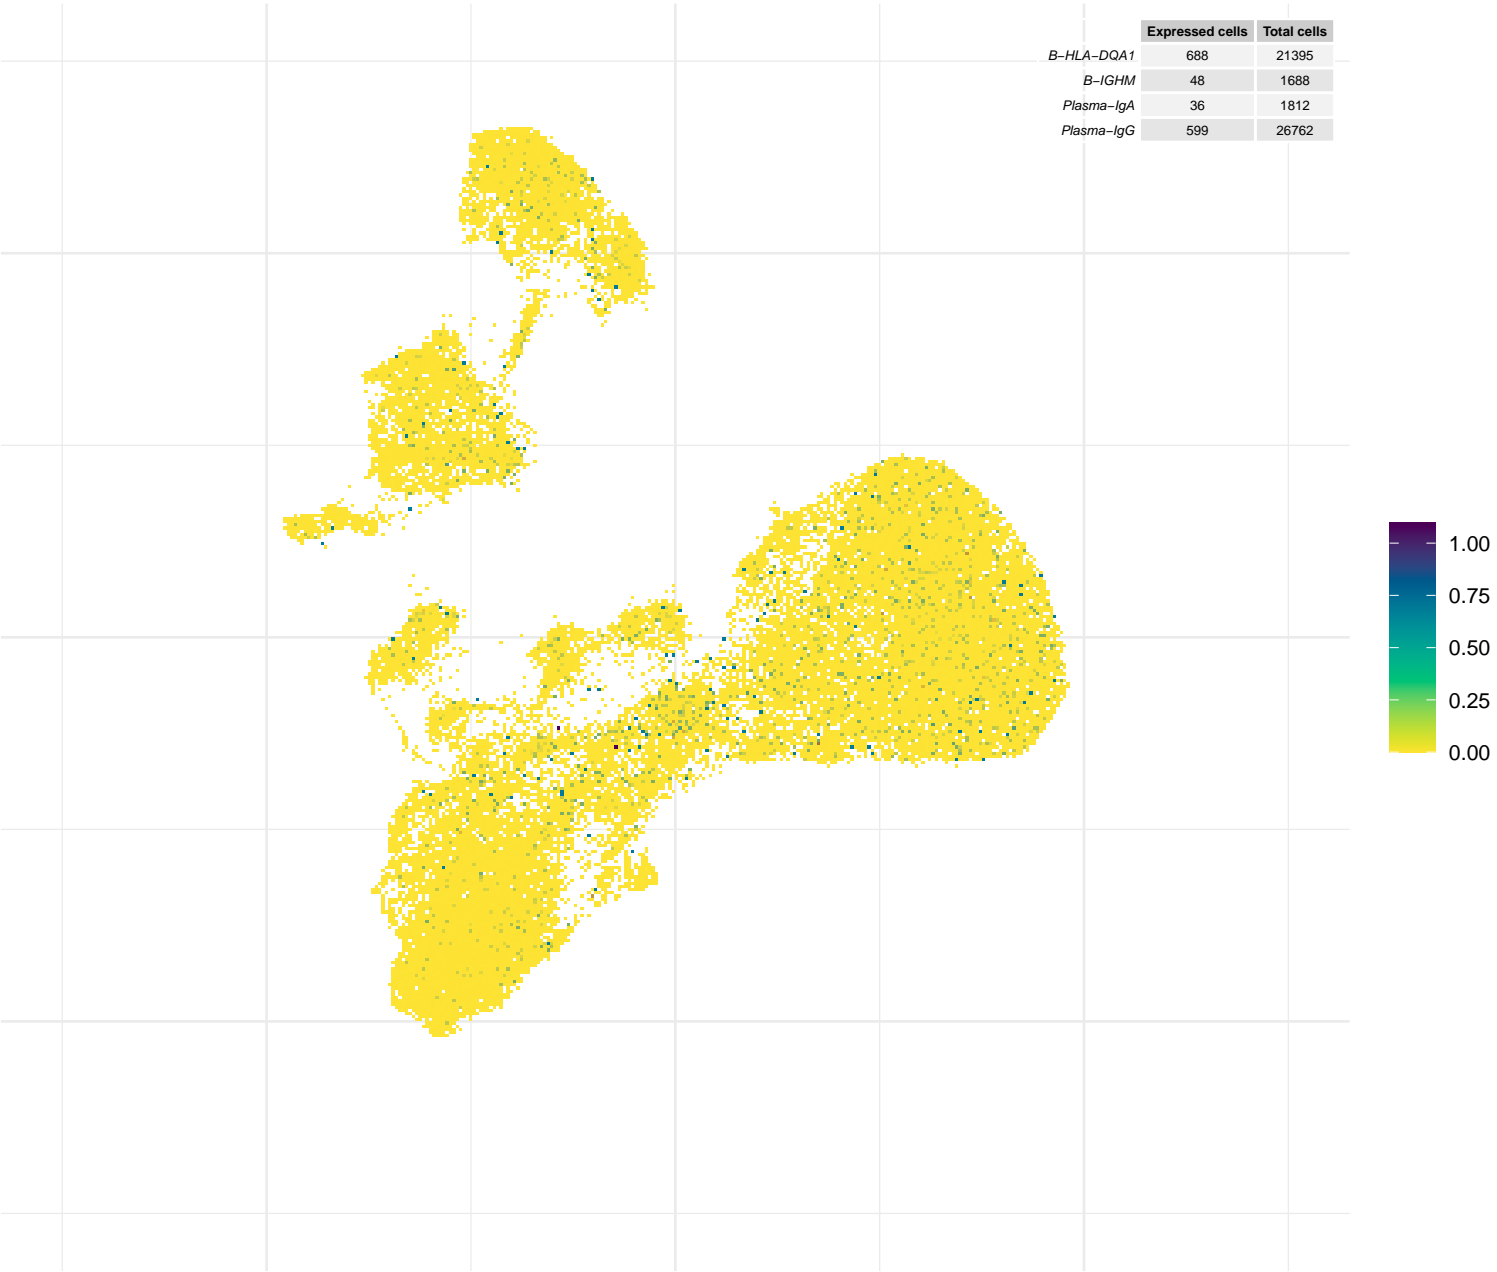 Expressed cells Total cells
B−HLA−DQA1 688 21395
B−IGHM 48 1688
Plasma−IgA 36 1812
Plasma−IgG 599 26762
1.00
0.75
0.50
0.25
0.00